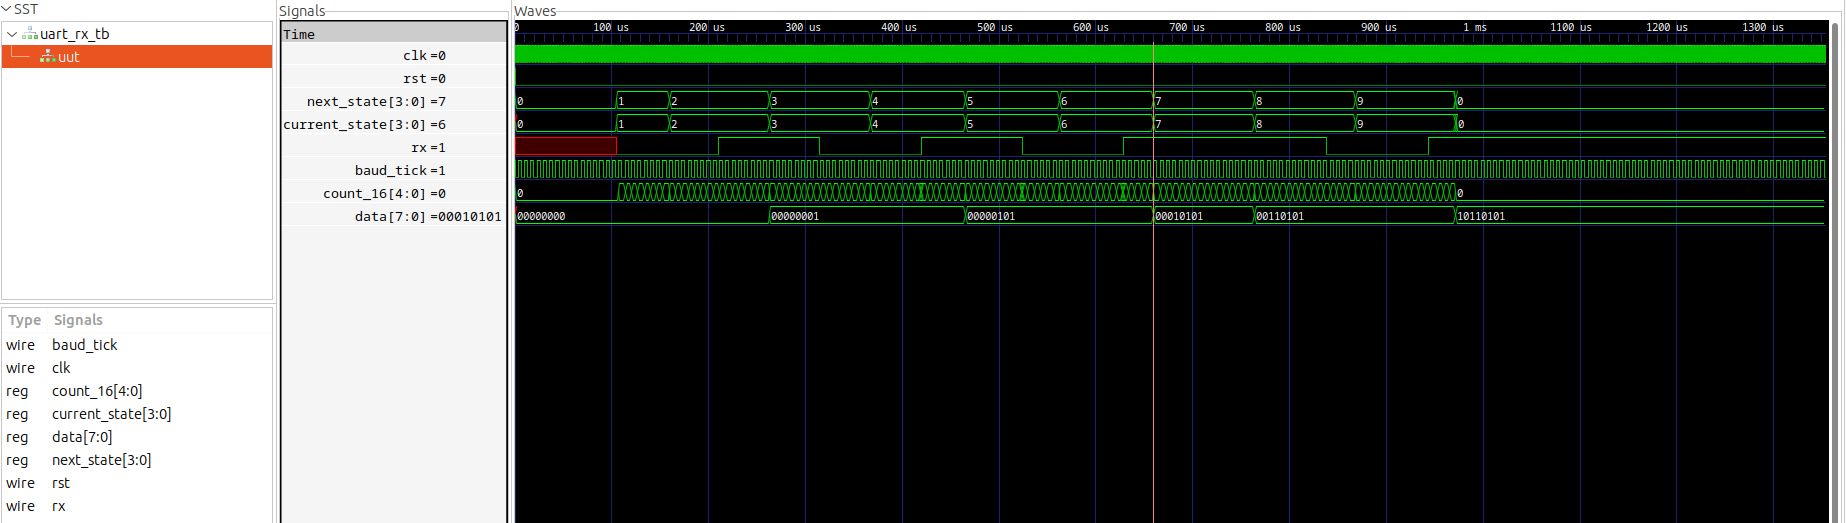 SST
uart_rx_tb
uut
Type Signals
wire baud_tick
wire clk
reg count_16[4:0]
reg current_state[3:0]
reg data[7:0]
reg next_state[3:0]
wire rst
wire rx
Signals
Time
clk =0
rst =0
next_state[3:0] =7
current_state[3:0] =6
rx =1
baud_tick =1
count_16[4:0] =0
data[7:0] =00010101
Waves
0 100 us 200 us 300 us 400 us 500 us 600 us 700 us 800 us 900 us 1 ms 1100 us 1200 us 1300 us
0 1 2 3 4 5 6 7 8 9 0
0 1 2 3 4 5 6 7 8 9 0
0 0
00000000 00000001 00000101 00010101 00110101 10110101